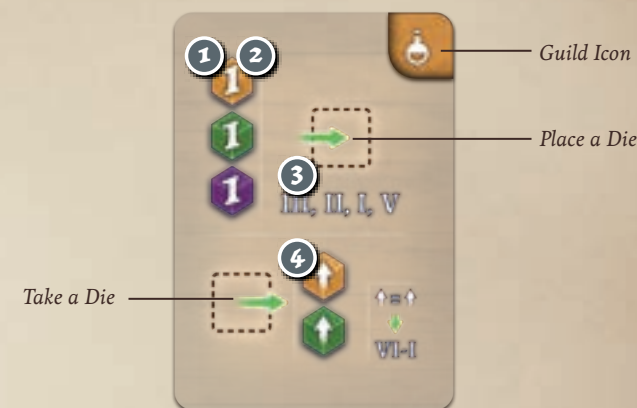 1 2
1
Guild Icon
1
Place a Die
1
3
III, II, I, V
4
Take a Die
VI-I